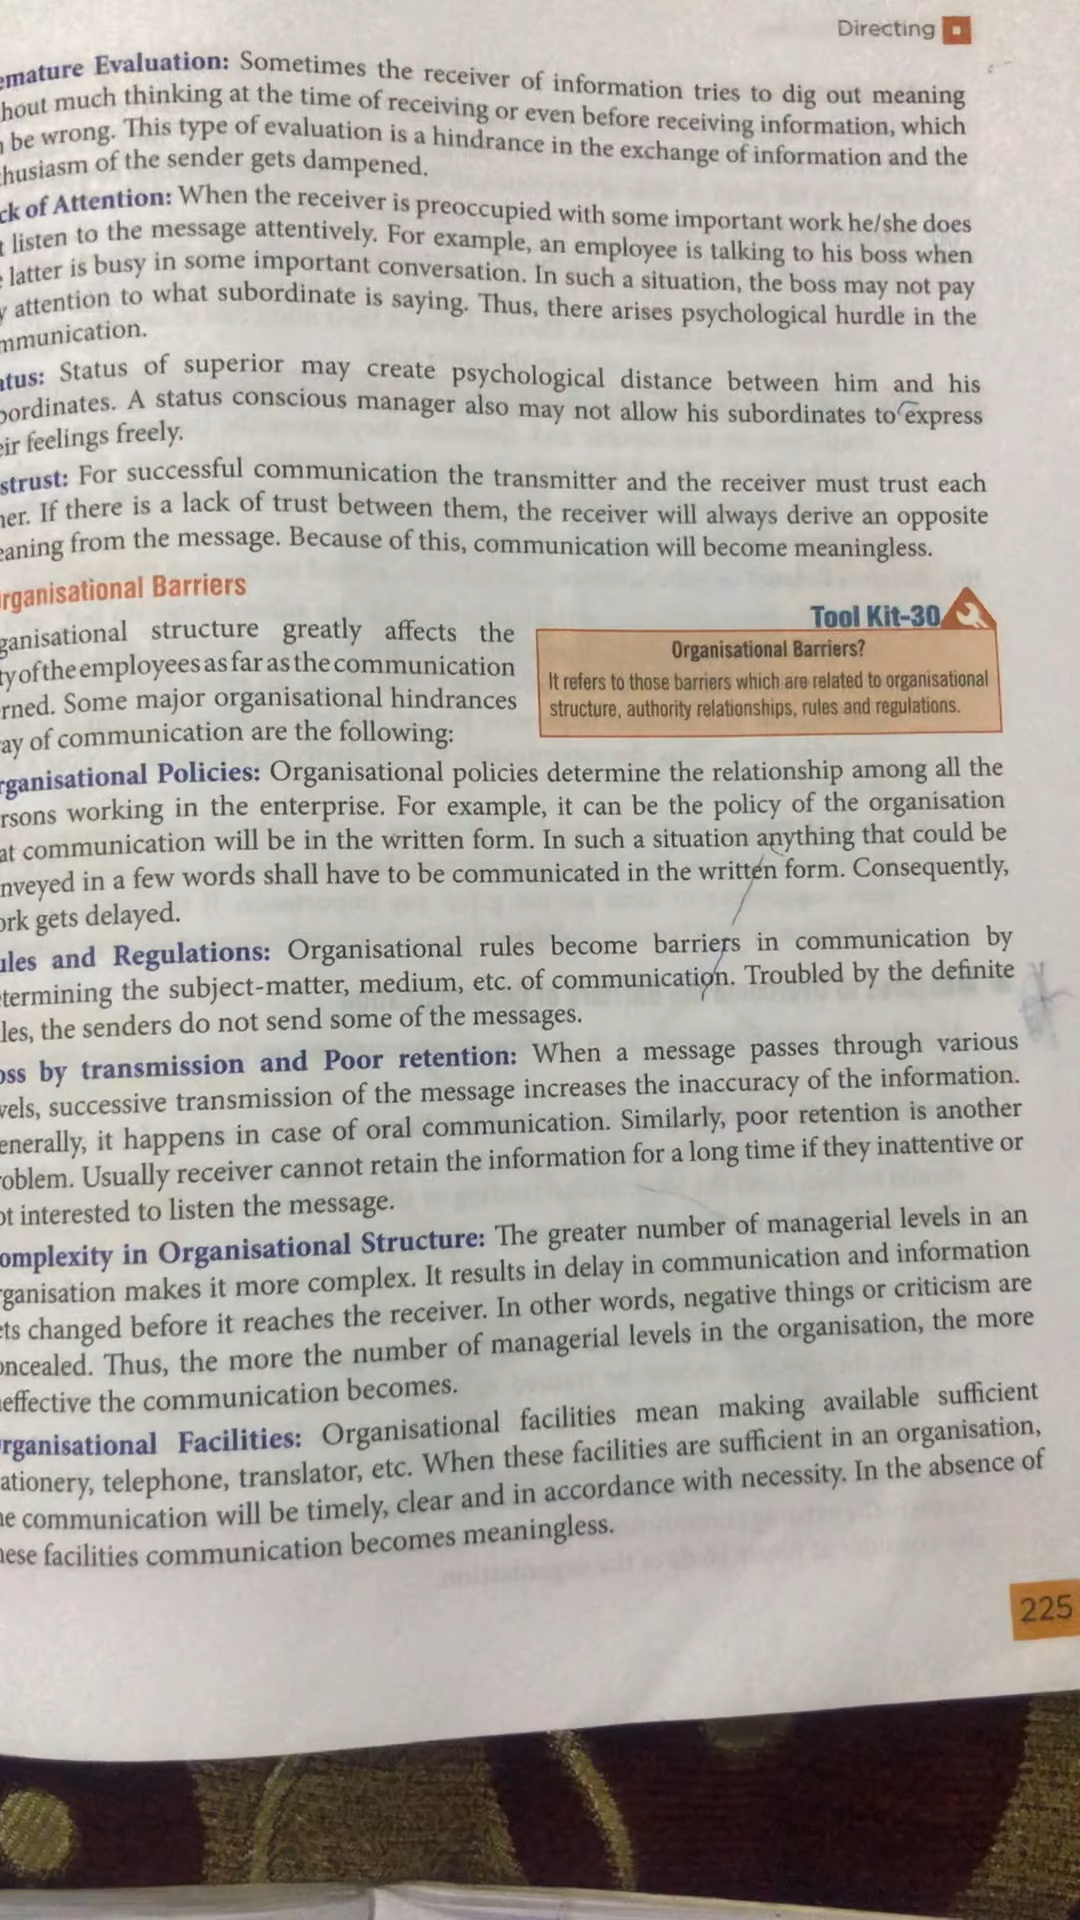 Directing
emature Evaluation: Sometimes the receiver of information tries to dig out meaning
hout much thinking at the time of receiving or even before receiving information, which
be wrong. This type of evaluation is a hindrance in the exchange of information and the
husiasm of the sender gets dampened.
ck of Attention: When the receiver is preoccupied with some important work he/she does
t listen to the message attentively. For example, an employee is talking to his boss when
latter is busy in some important conversation. In such a situation, the boss may not pay
y attention to what subordinate is saying. Thus, there arises psychological hurdle in the
mmunication.
atus: Status of superior may create psychological distance between him and his
ordinates. A status conscious manager also may not allow his subordinates to express
eir feelings freely.
strust: For successful communication the transmitter and the receiver must trust each
her. If there is a lack of trust between them, the receiver will always derive an opposite
eaning from the message. Because of this, communication will become meaningless.
rganisational Barriers
ganisational structure greatly affects the
ty of the employees as far as the communication
rned. Some major organisational hindrances
ay of communication are the following:
Tool Kit-30
Organisational Barriers?
It refers to those barriers which are related to organisational
structure, authority relationships, rules and regulations.
rganisational Policies: Organisational policies determine the relationship among all the
rsons working in the enterprise. For example, it can be the policy of the organisation
at communication will be in the written form. In such a situation anything that could be
nveyed in a few words shall have to be communicated in the written form. Consequently,
ork gets delayed.
ules and Regulations: Organisational rules become barriers in communication by
termining the subject-matter, medium, etc. of communication. Troubled by the definite
les, the senders do not send some of the messages.
oss by transmission and Poor retention: When a message passes through various
vels, successive transmission of the message increases the inaccuracy of the information.
enerally, it happens in case of oral communication. Similarly, poor retention is another
roblem. Usually receiver cannot retain the information for a long time if they inattentive or
ot interested to listen the message.
omplexity in Organisational Structure: The greater number of managerial levels in an
rganisation makes it more complex. It results in delay in communication and information
ets changed before it reaches the receiver. In other words, negative things or criticism are
oncealed. Thus, the more the number of managerial levels in the organisation, the more
effective the communication becomes.
rganisational Facilities: Organisational facilities mean making available sufficient
ationery, telephone, translator, etc. When these facilities are sufficient in an organisation,
he communication will be timely, clear and in accordance with necessity. In the absence of
hese facilities communication becomes meaningless.
225